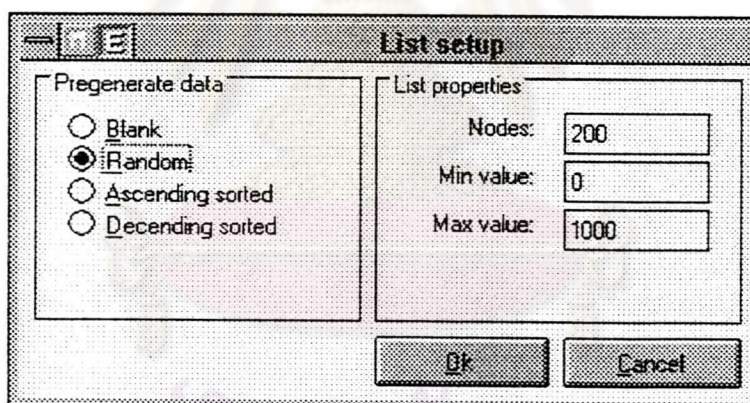 List setup
Pregenerate data
Blank
Random
Ascending sorted
Decending sorted
List properties
Nodes: 200
Min value: 0
Max value: 1000
Ok
Cancel